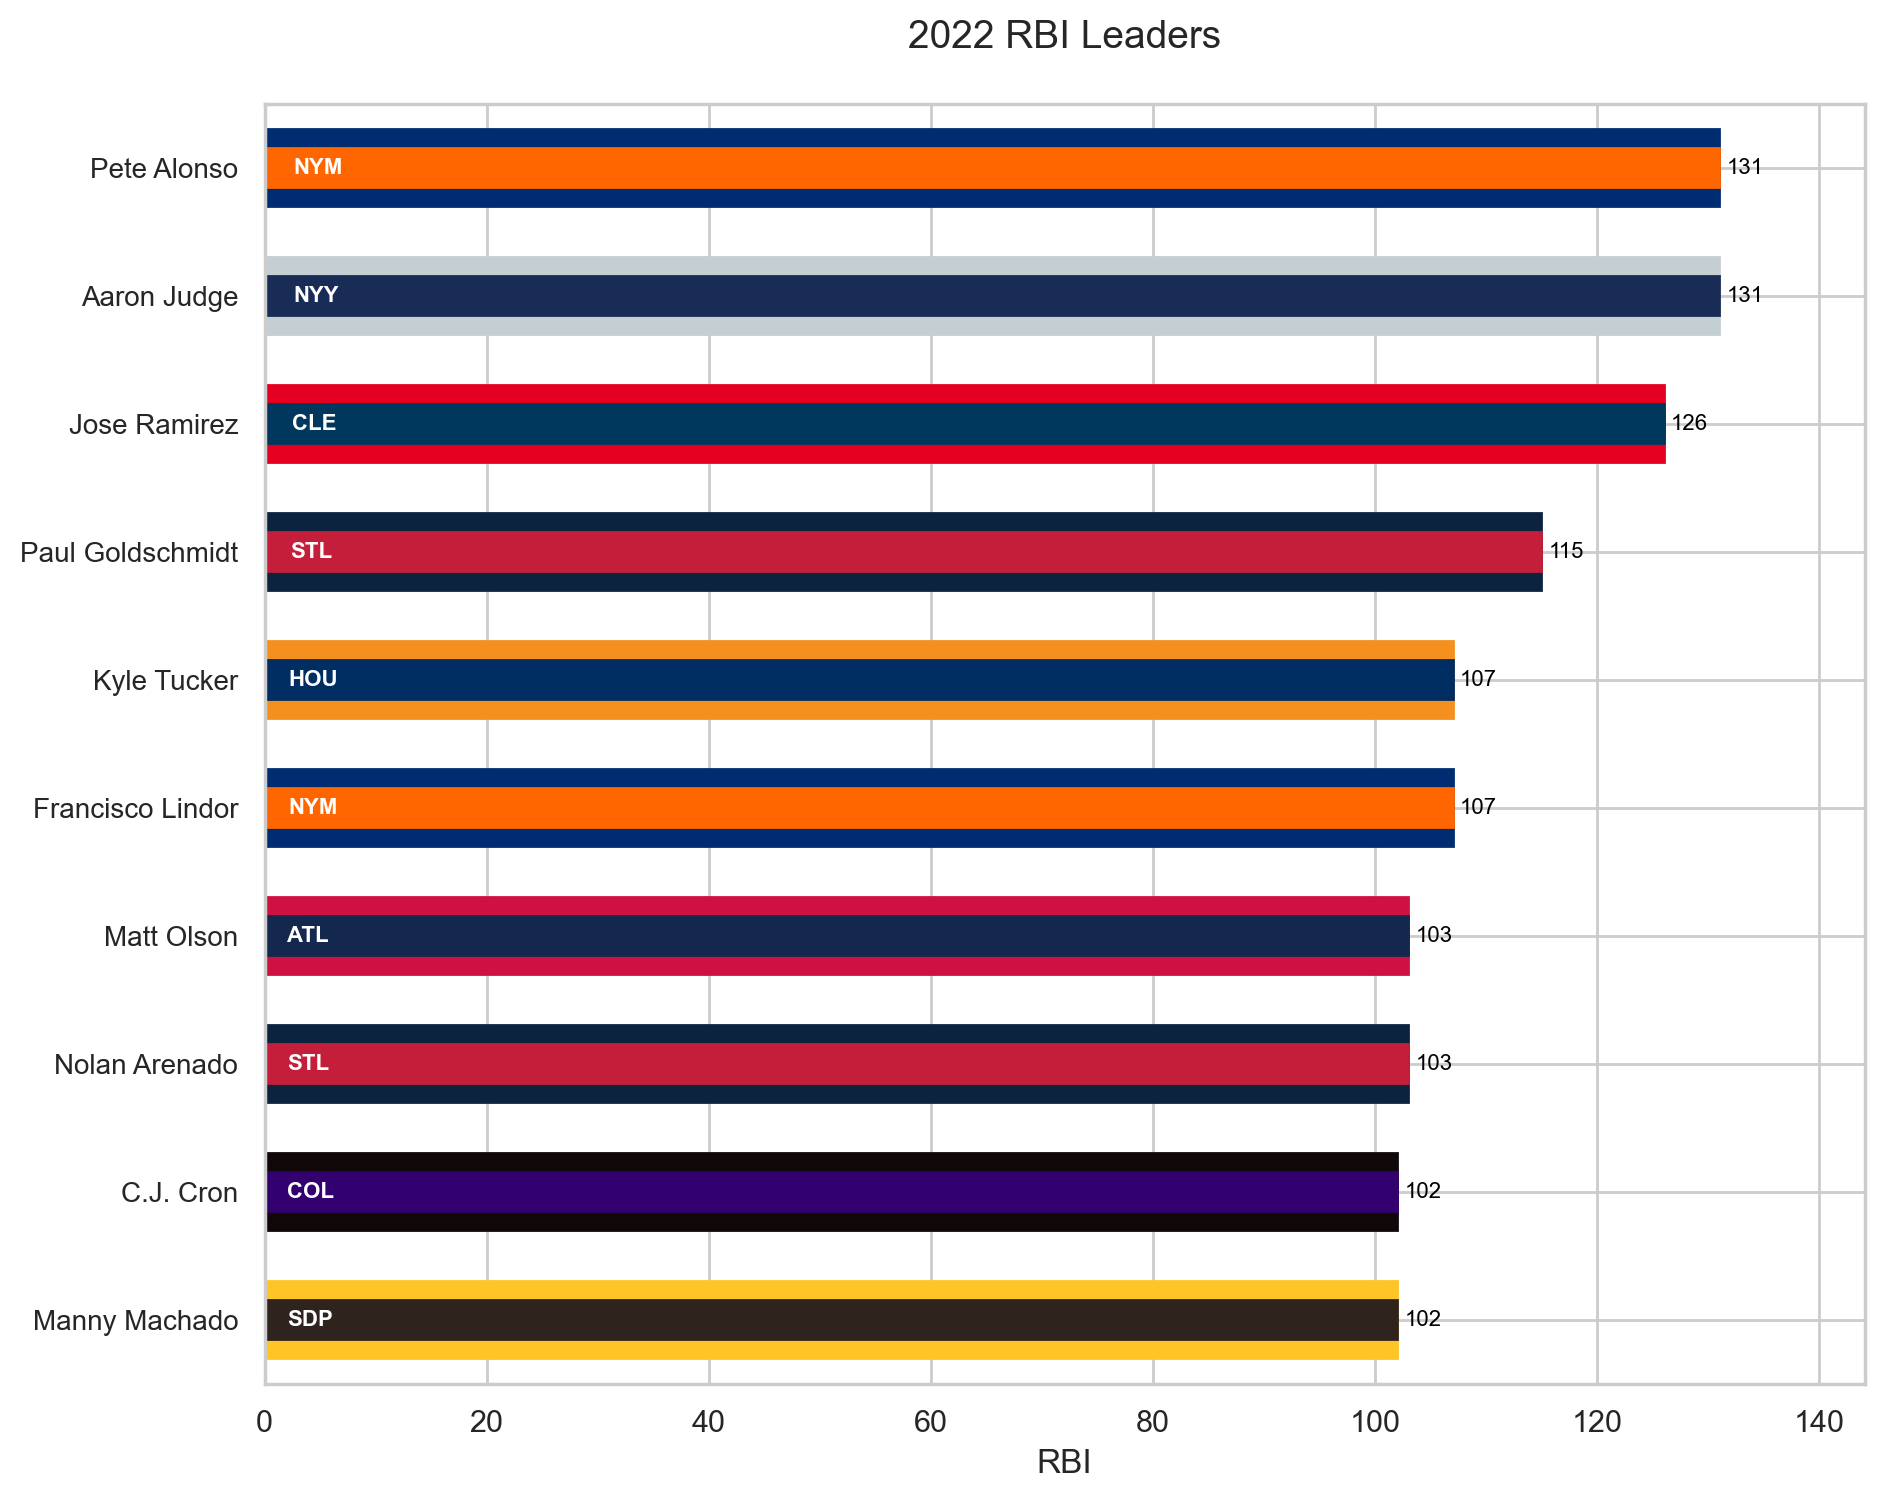 2022 RBI Leaders
Pete Alonso NYM 131
Aaron Judge NYY 131
Jose Ramirez CLE 126
Paul Goldschmidt STL 115
Kyle Tucker HOU 107
Francisco Lindor NYM 107
Matt Olson ATL 103
Nolan Arenado STL 103
C.J. Cron COL 102
Manny Machado SDP 102
0 20 40 60 80 100 120 140
RBI